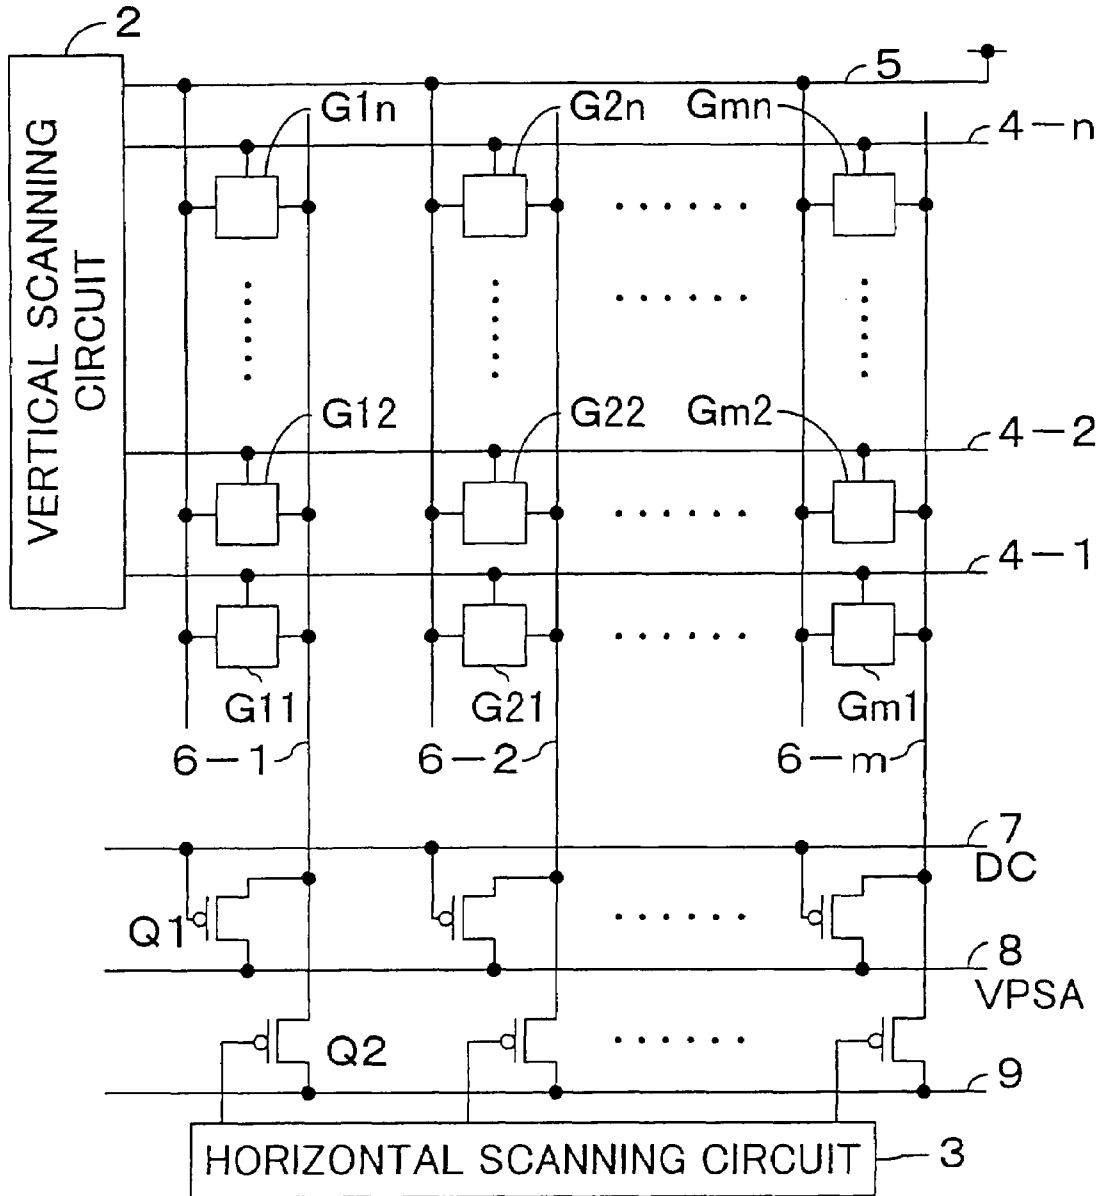 2
VERTICAL SCANNING
CIRCUIT
5
G1n
G2n
Gmn
4-n
G12
G22
Gm2
4-2
4-1
G11
G21
Gm1
6-1
6-2
6-m
7
DC
Q1
8
VPSA
Q2
9
HORIZONTAL SCANNING CIRCUIT
3